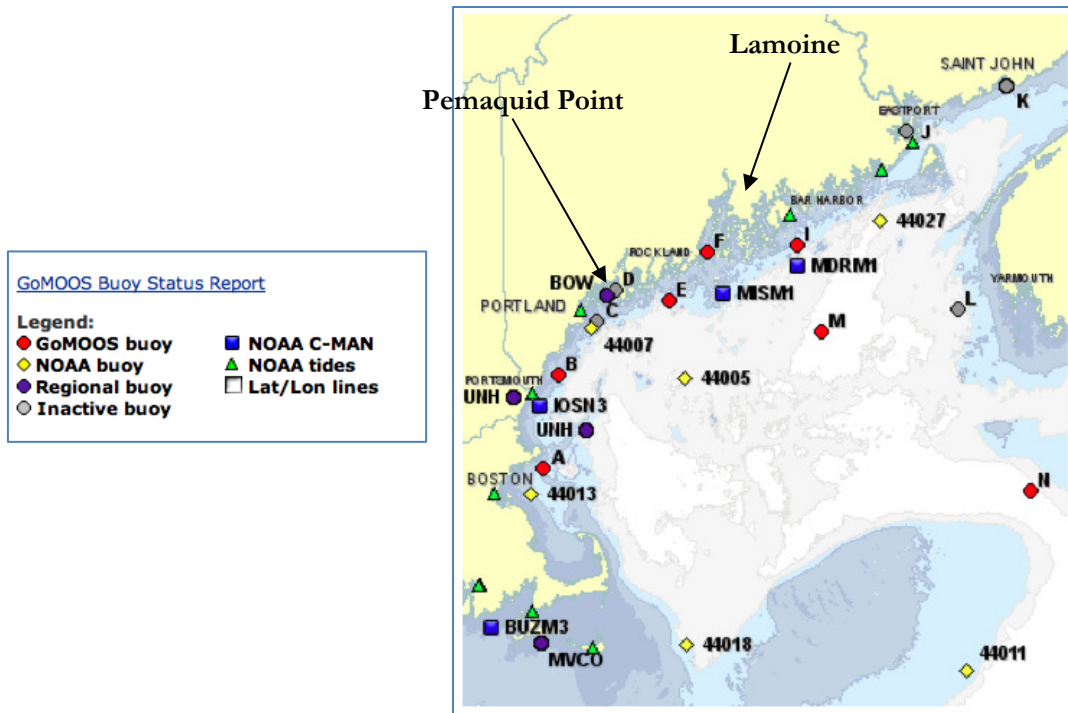 Lamoine
SAINT JOHN
K
Pemaquid Point
EASTPORT
J
BAR HARBOR
44027
ROCKLAND
F
I
MDRM1
YARMOUTH
BOW
D
E
MISM1
L
PORTLAND
C
M
44007
B
44005
PORTSMOUTH
UNH
IOSN3
UNH
A
BOSTON
44013
N
BUZM3
MVCO
44018
44011
GoMOOS Buoy Status Report
Legend:
GoMOOS buoy
NOAA C-MAN
NOAA buoy
NOAA tides
Regional buoy
Lat/Lon lines
Inactive buoy